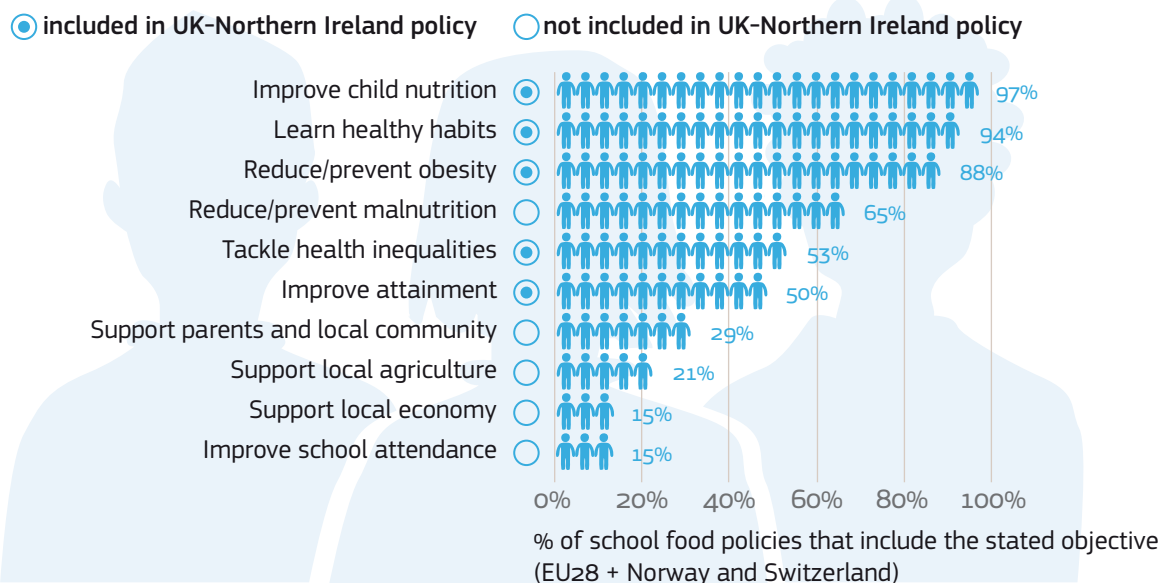 included in UK-Northern Ireland policy not included in UK-Northern Ireland policy
Improve child nutrition 97%
Learn healthy habits 94%
Reduce/prevent obesity 88%
Reduce/prevent malnutrition 65%
Tackle health inequalities 53%
Improve attainment 50%
Support parents and local community 29%
Support local agriculture 21%
Support local economy 15%
Improve school attendance 15%
0% 20% 40% 60% 80% 100%
% of school food policies that include the stated objective
(EU28 + Norway and Switzerland)